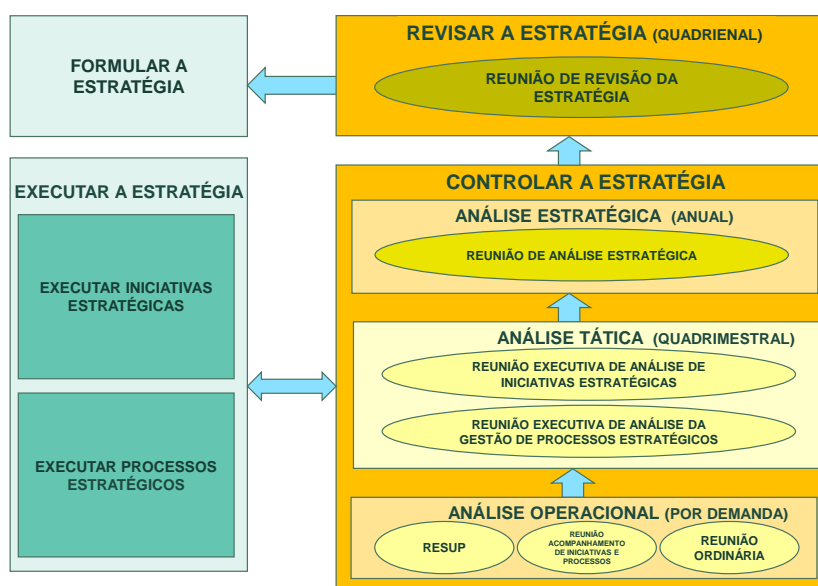 FORMULAR A
ESTRATÉGIA
REVISAR A ESTRATÉGIA (QUADRIENAL)
REUNIÃO DE REVISÃO DA
ESTRATÉGIA
EXECUTAR A ESTRATÉGIA
EXECUTAR INICIATIVAS
ESTRATÉGICAS
EXECUTAR PROCESSOS
ESTRATÉGICOS
CONTROLAR A ESTRATÉGIA
ANÁLISE ESTRATÉGICA (ANUAL)
REUNIÃO DE ANÁLISE ESTRATÉGICA
ANÁLISE TÁTICA (QUADRIMESTRAL)
REUNIÃO EXECUTIVA DE ANÁLISE DE
INICIATIVAS ESTRATÉGICAS
REUNIÃO EXECUTIVA DE ANÁLISE DA
GESTÃO DE PROCESSOS ESTRATÉGICOS
ANÁLISE OPERACIONAL (POR DEMANDA)
RESUP
REUNIÃO
ACOMPANHAMENTO
DE INICIATIVAS E
PROCESSOS
REUNIÃO
ORDINÁRIA